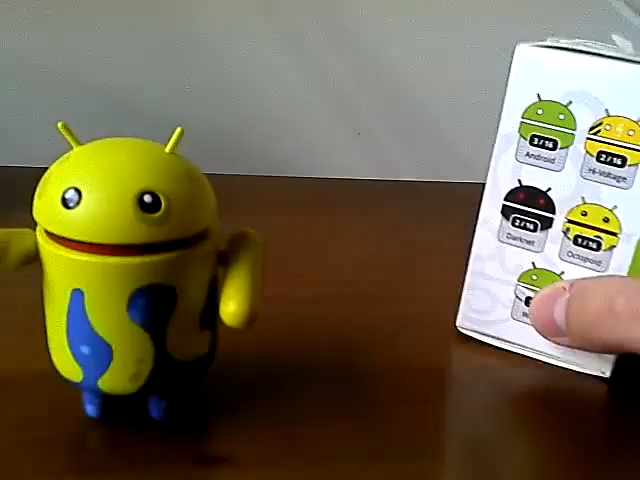 3/16
Android
2/16
Hi-Voltage
2/16
Darknet
1/16
Octopoid